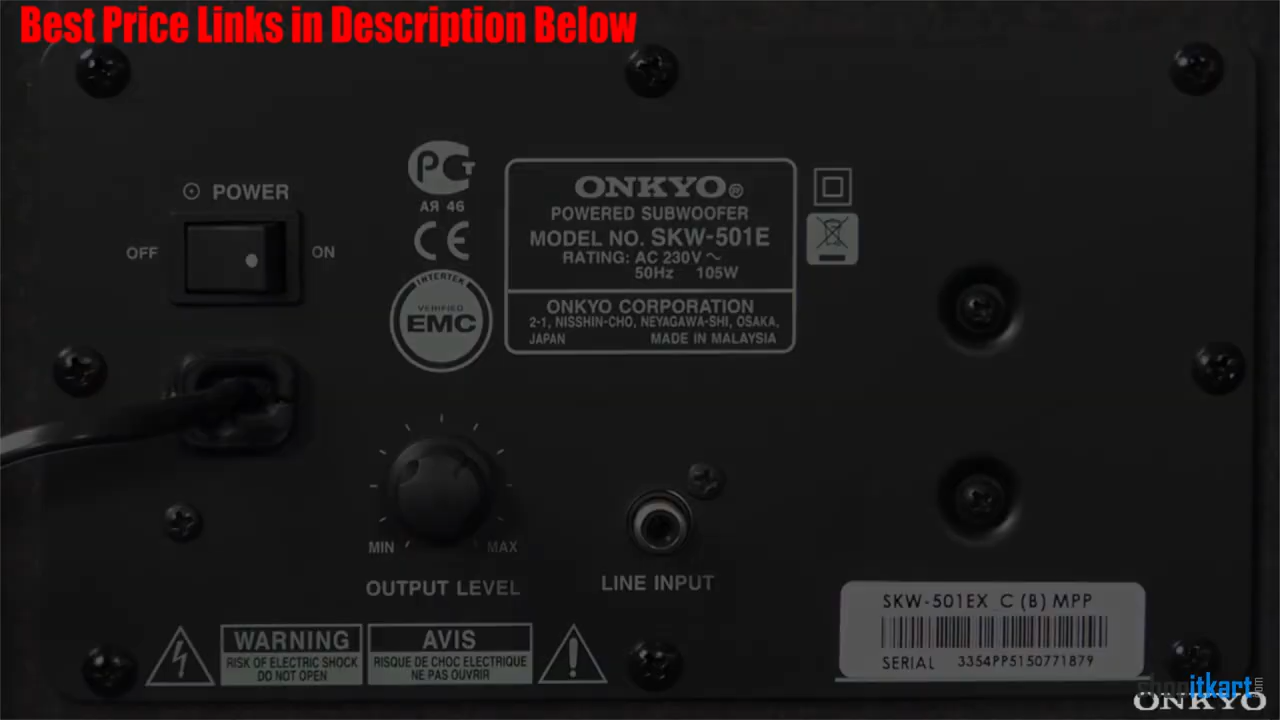 Best Price Links in Description Below
POWER
OFF
ON
РСТ
АЯ 46
CE
INTERTEK
VERIFIED
EMC
ONKYO®
POWERED SUBWOOFER
MODEL NO. SKW-501E
RATING: AC 230V ~
50Hz 105W
ONKYO CORPORATION
2-1, NISSHIN-CHO, NEYAGAWA-SHI, OSAKA,
JAPAN MADE IN MALAYSIA
MIN
MAX
OUTPUT LEVEL
LINE INPUT
WARNING
RISK OF ELECTRIC SHOCK
DO NOT OPEN
AVIS
RISQUE DE CHOC ELECTRIQUE
NE PAS OUVRIR
SKW-501EX C (B) MPP
SERIAL 3354PP5150771879
shopitkart.com
ONKYO